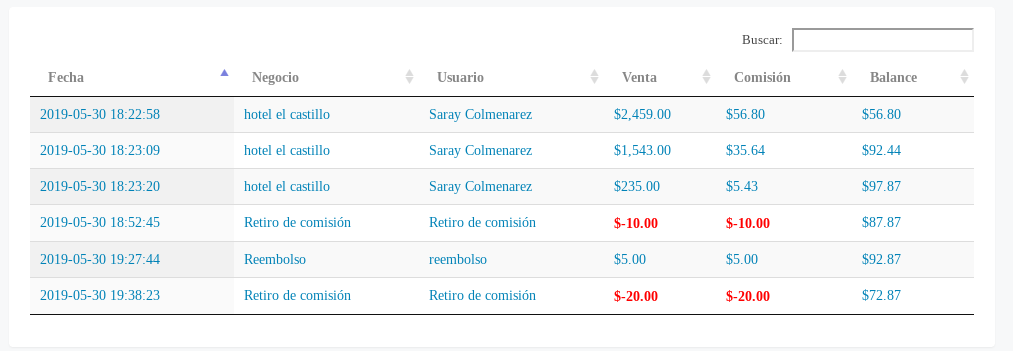 Buscar:
Fecha Negocio Usuario Venta Comisión Balance
2019-05-30 18:22:58 hotel el castillo Saray Colmenarez $2,459.00 $56.80 $56.80
2019-05-30 18:23:09 hotel el castillo Saray Colmenarez $1,543.00 $35.64 $92.44
2019-05-30 18:23:20 hotel el castillo Saray Colmenarez $235.00 $5.43 $97.87
2019-05-30 18:52:45 Retiro de comisión Retiro de comisión $-10.00 $-10.00 $87.87
2019-05-30 19:27:44 Reembolso reembolso $5.00 $5.00 $92.87
2019-05-30 19:38:23 Retiro de comisión Retiro de comisión $-20.00 $-20.00 $72.87